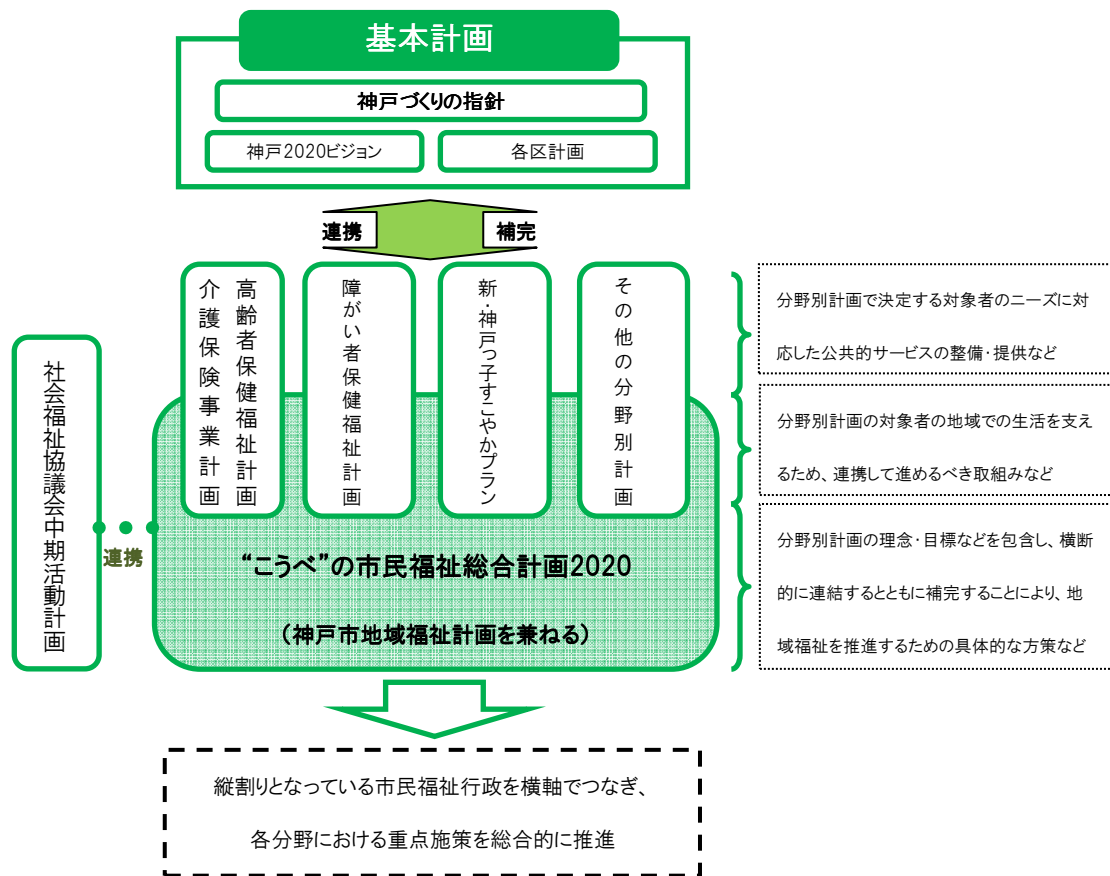 基本計画
神戸づくりの指針
神戸2020ビジョン
各区計画
連携
補完
高齢者保健福祉計画
介護保険事業計画
障がい者保健福祉計画
新・神戸っ子すこやかプラン
その他の分野別計画
分野別計画で決定する対象者のニーズに対
応した公共的サービスの整備・提供など
分野別計画の対象者の地域での生活を支え
るため、連携して進めるべき取組みなど
分野別計画の理念・目標などを包含し、横断
的に連結するとともに補完することにより、地
域福祉を推進するための具体的な方策など
社会福祉協議会中期活動計画
連携
“こうべ”の市民福祉総合計画2020
（神戸市地域福祉計画を兼ねる）
縦割りとなっている市民福祉行政を横軸でつなぎ、
各分野における重点施策を総合的に推進